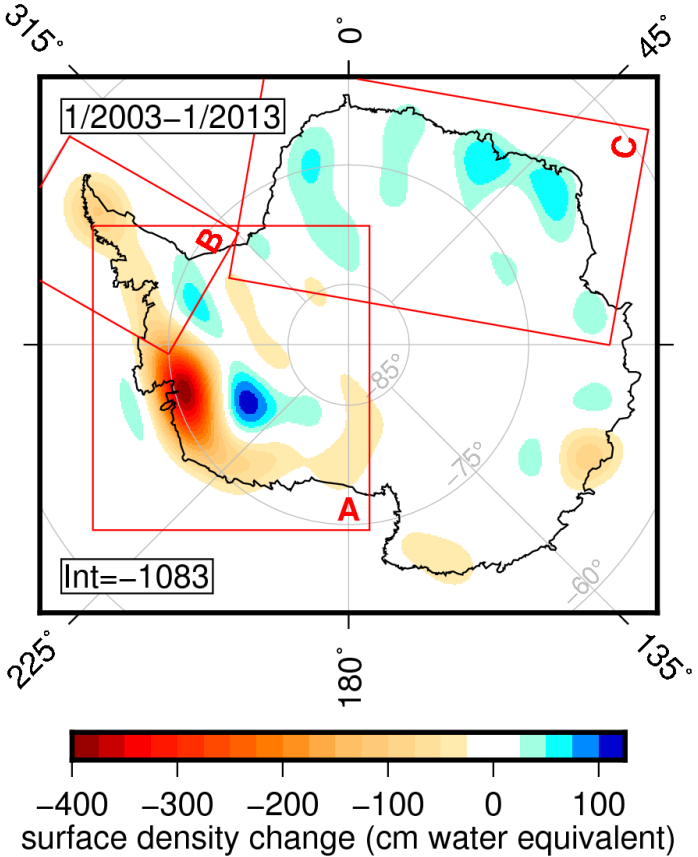 315° 0° 45°
1/2003−1/2013
C
B
−85°
−75°
A
Int=−1083
−60°
225° 180° 135°
−400 −300 −200 −100 0 100
surface density change (cm water equivalent)